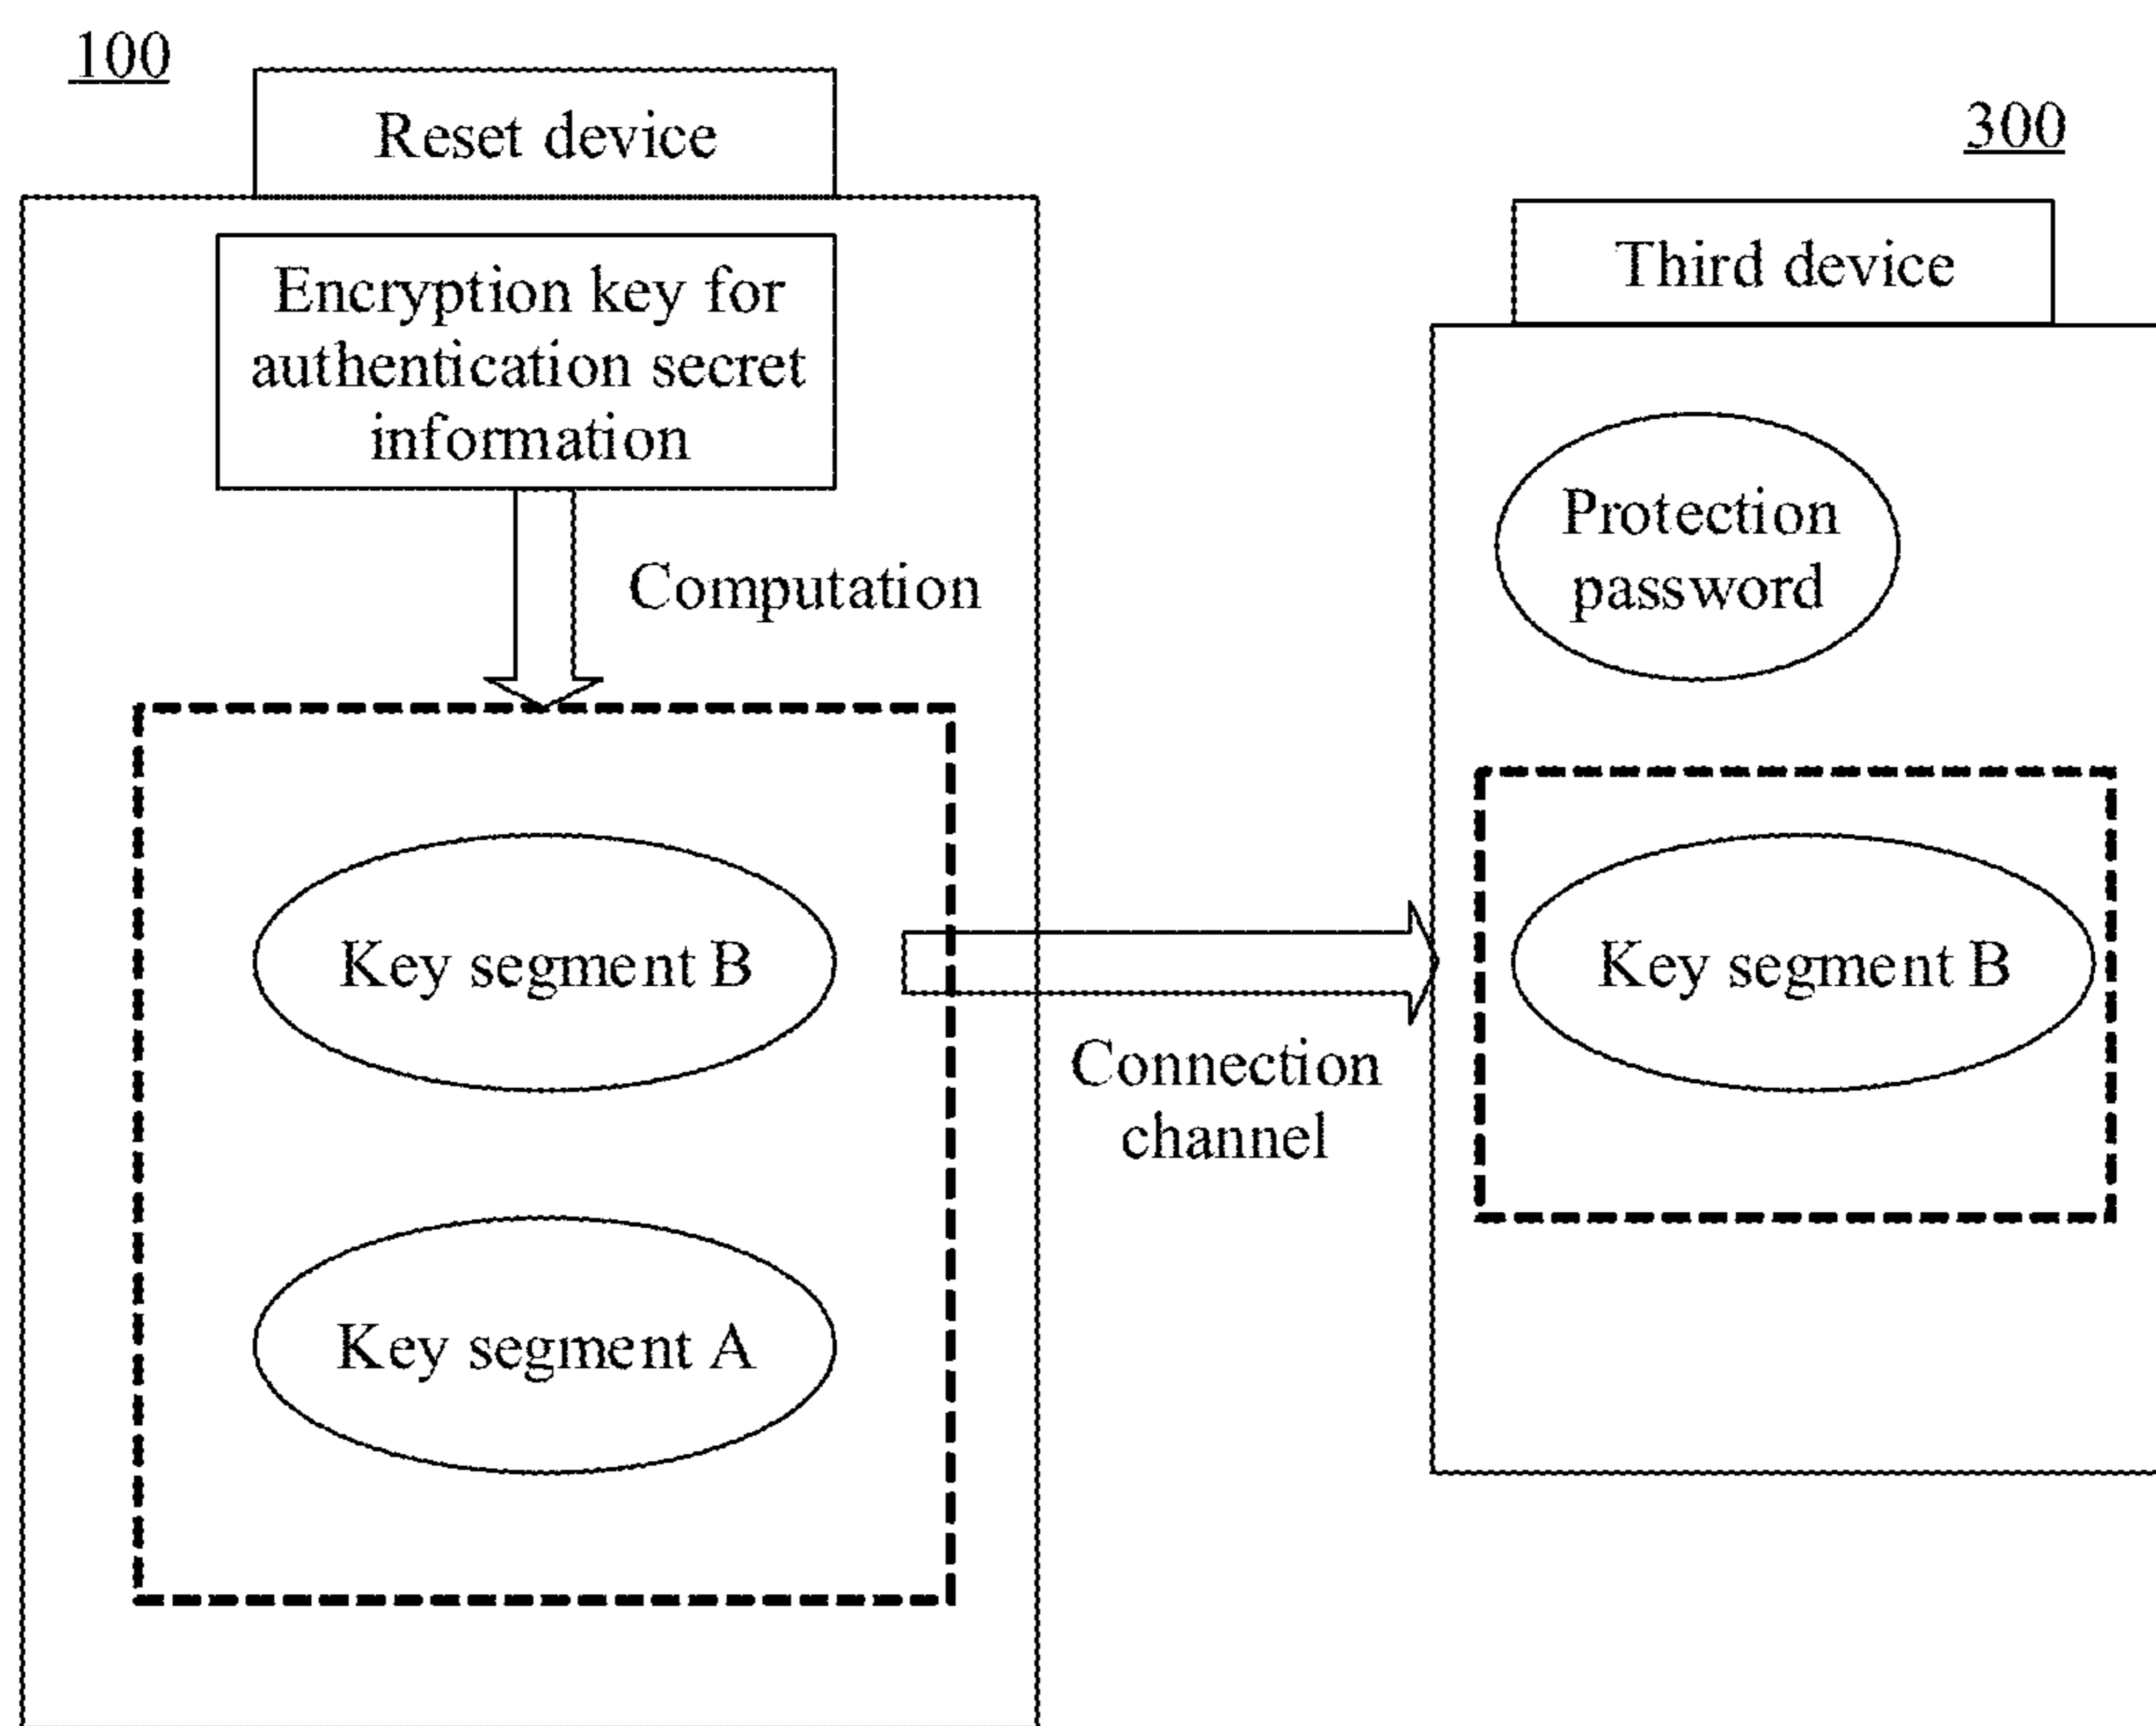 100
Reset device
Encryption key for
authentication secret
information
Computation
Key segment B
Key segment A
Connection
channel
300
Third device
Protection
password
Key segment B